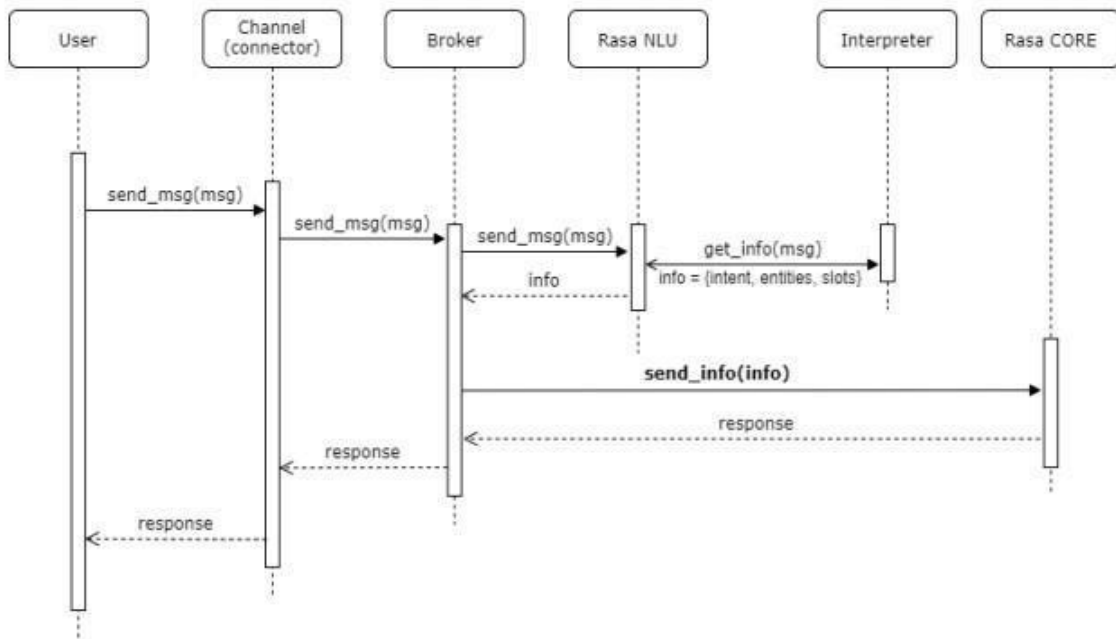 User
Channel
(connector)
Broker
Rasa NLU
Interpreter
Rasa CORE
send_msg(msg)
send_msg(msg)
send_msg(msg)
get_info(msg)
info = {intent, entities, slots}
info
send_info(info)
response
response
response